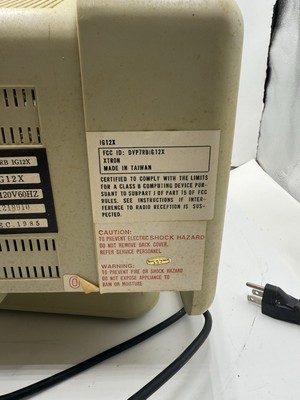 RB IG12X
G12X
120V60HZ
C.1985
IG12X
FCC ID: DVP7RBIG12X
XTRON
MADE IN TAIWAN
CERTIFIED TO COMPLY WITH THE LIMITS
FOR A CLASS B COMPUTING DEVICE PUR-
SUANT TO SUBPART J OF PART 15 OF FCC
RULES. SEE INSTRUCTIONS IF INTER-
FERENCE TO RADIO RECEPTION IS SUS-
PECTED.
CAUTION:
TO PREVENT ELECTRIC SHOCK HAZARD
DO NOT REMOVE BACK COVER.
REFER SERVICE PERSONNEL.
WARNING:
TO PREVENT FIRE OR SHOCK HAZARD
DO NOT EXPOSE APPLIANCE TO
RAIN OR MOISTURE.